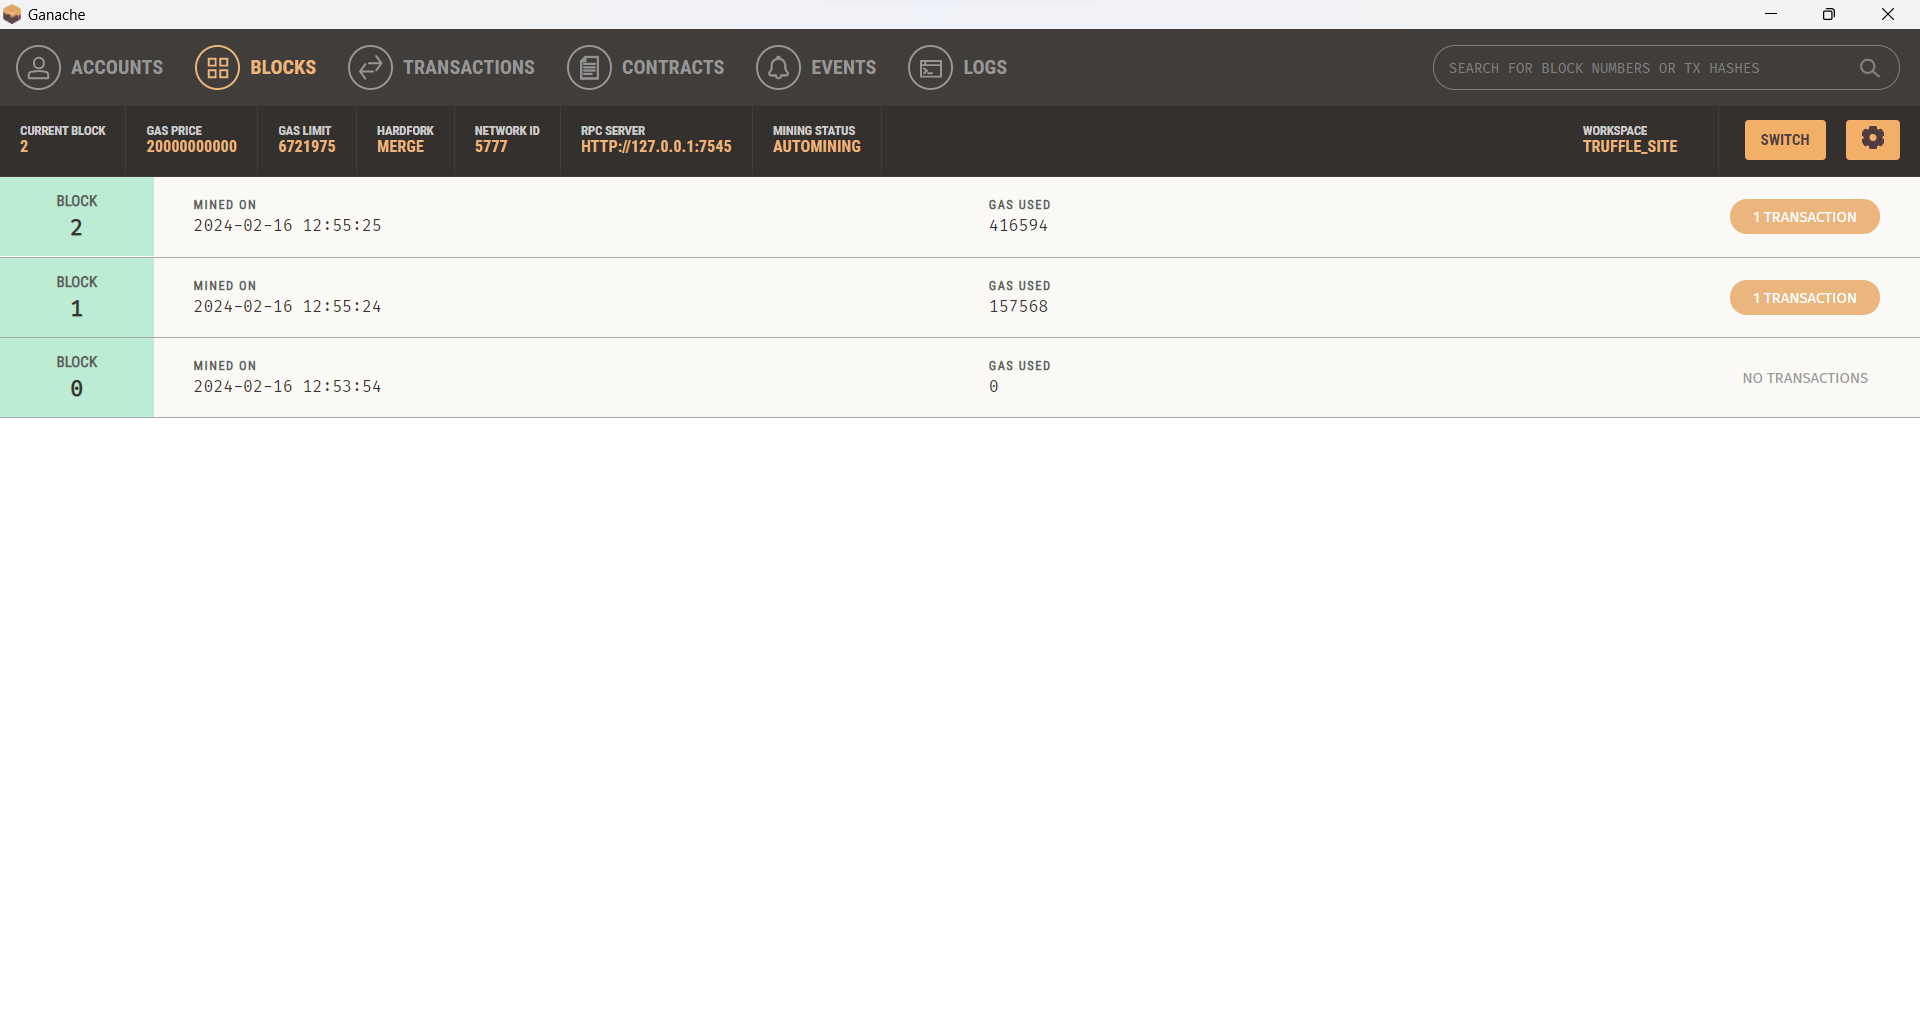 Ganache
ACCOUNTS BLOCKS TRANSACTIONS CONTRACTS EVENTS LOGS SEARCH FOR BLOCK NUMBERS OR TX HASHES
CURRENT BLOCK GAS PRICE GAS LIMIT HARDFORK NETWORK ID RPC SERVER MINING STATUS WORKSPACE
2 20000000000 6721975 MERGE 5777 HTTP://127.0.0.1:7545 AUTOMINING TRUFFLE_SITE SWITCH
BLOCK MINED ON GAS USED
2 2024-02-16 12:55:25 416594 1 TRANSACTION
BLOCK MINED ON GAS USED
1 2024-02-16 12:55:24 157568 1 TRANSACTION
BLOCK MINED ON GAS USED
0 2024-02-16 12:53:54 0 NO TRANSACTIONS